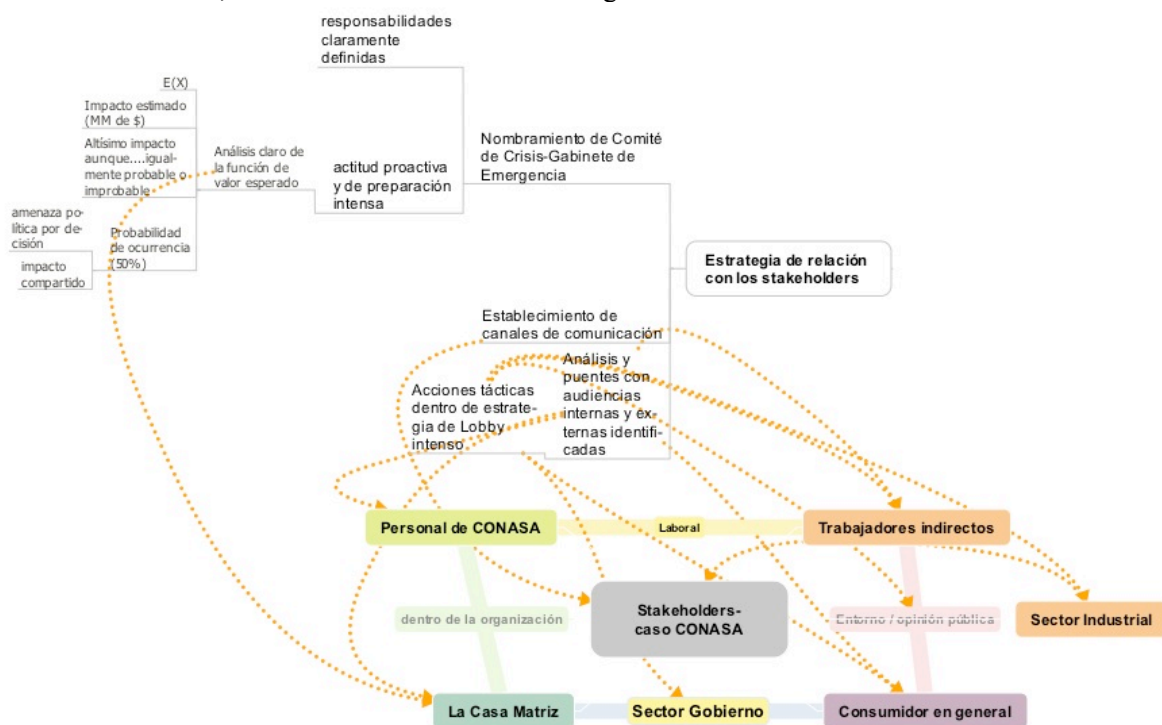 responsabilidades
claramente
definidas
E(X)
Impacto estimado
(MM de $)
Altísimo impacto
aunque....igual-
mente probable o
improbable
Análisis claro de
la función de
valor esperado
actitud proactiva
y de preparación
intensa
Nombramiento de Comité
de Crisis-Gabinete de
Emergencia
amenaza po-
lítica por de-
cisión
impacto
compartido
Probabilidad
de ocurrencia
(50%)
Estrategia de relación
con los stakeholders
Establecimiento de
canales de comunicación
Acciones tácticas
dentro de estrate-
gia de Lobby
intenso
Análisis y
puentes con
audiencias
internas y éx-
ternas identifi-
cadas
Personal de CONASA
Laboral
Trabajadores indirectos
dentro de la organización
Stakeholders-
caso CONASA
Entorno / opinión pública
Sector Industrial
La Casa Matriz
Sector Gobierno
Consumidor en general